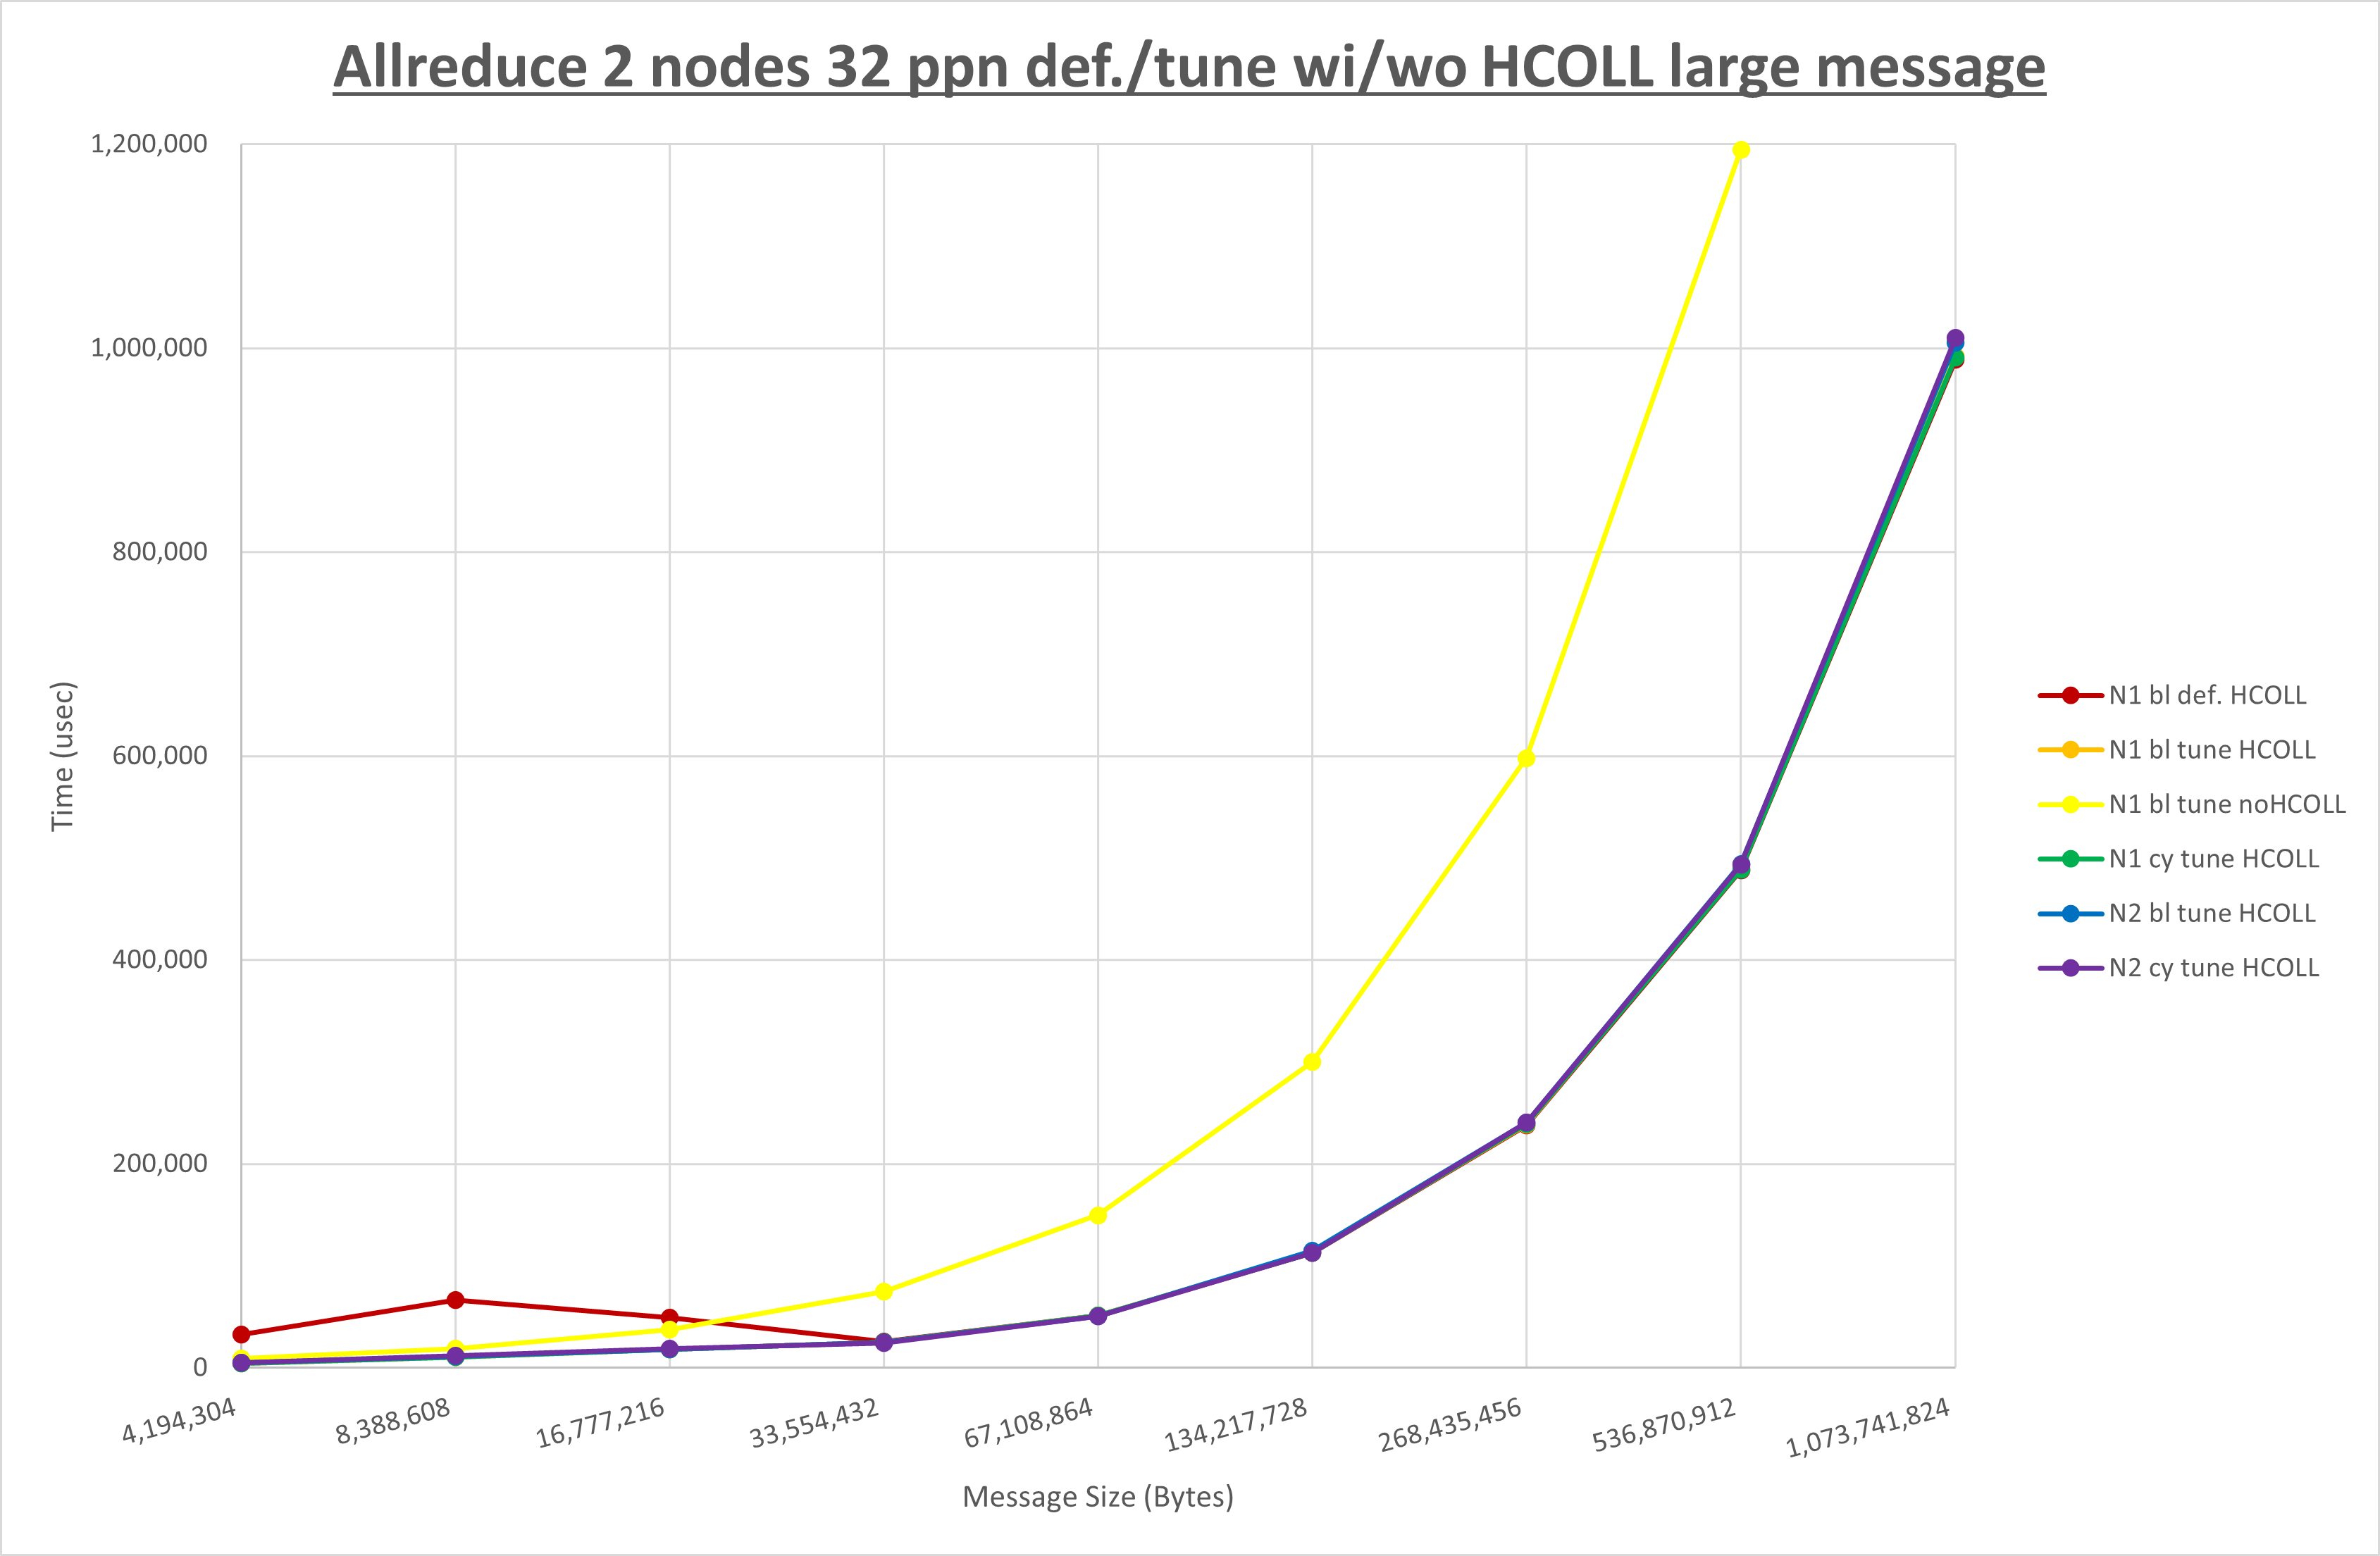 Allreduce 2 nodes 32 ppn def./tune wi/wo HCOLL large message
1,200,000
1,000,000
800,000
600,000
400,000
200,000
0
Time (usec)
4,194,304
8,388,608
16,777,216
33,554,432
67,108,864
134,217,728
268,435,456
536,870,912
1,073,741,824
Message Size (Bytes)
N1 bl def. HCOLL
N1 bl tune HCOLL
N1 bl tune noHCOLL
N1 cy tune HCOLL
N2 bl tune HCOLL
N2 cy tune HCOLL